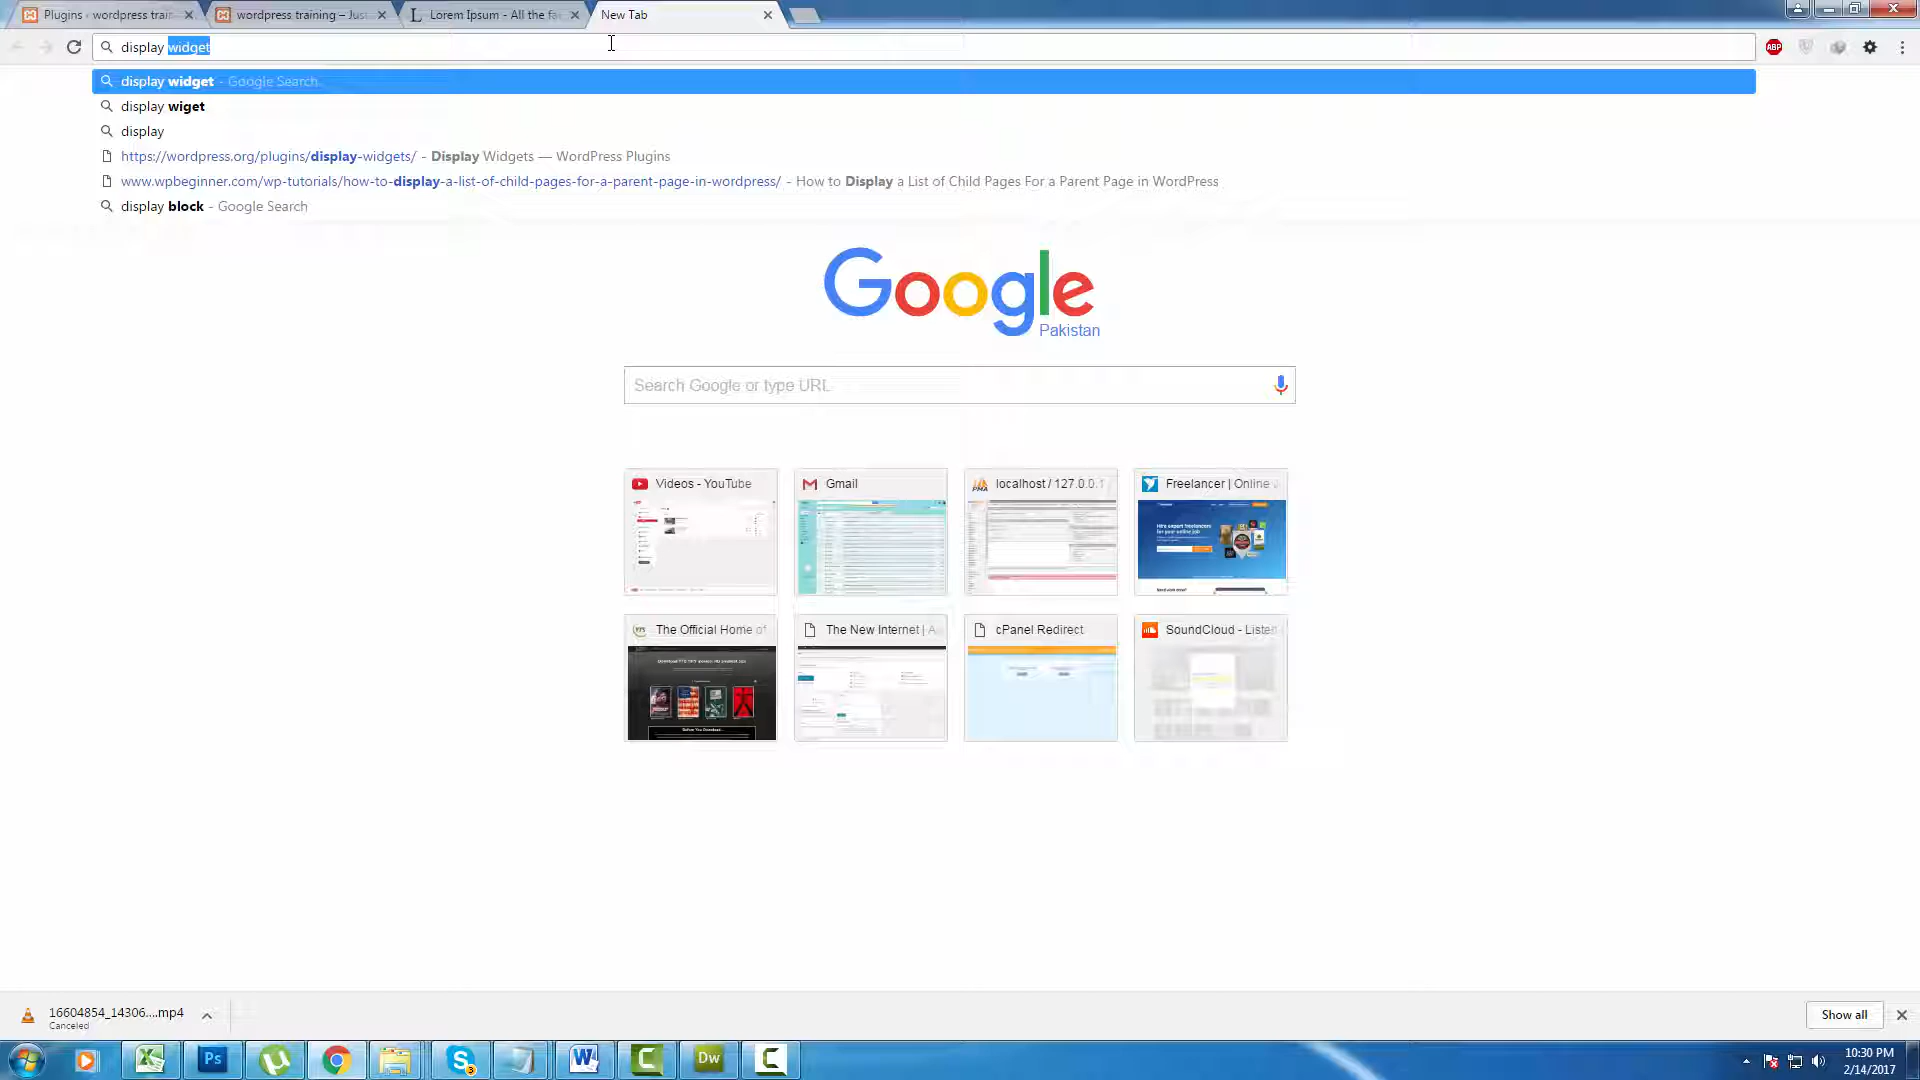 Plugins ‹ wordpress trai
wordpress training – Just
Lorem Ipsum - All the fa
New Tab
display widget
ABP
display widget - Google Search
display wiget
display
https://wordpress.org/plugins/display-widgets/ - Display Widgets — WordPress Plugins
www.wpbeginner.com/wp-tutorials/how-to-display-a-list-of-child-pages-for-a-parent-page-in-wordpress/ - How to Display a List of Child Pages For a Parent Page in WordPress
display block - Google Search
Google
Pakistan
Search Google or type URL
Videos - YouTube
Gmail
localhost / 127.0.0.1
Freelancer | Online
The Official Home of
The New Internet | A
cPanel Redirect
SoundCloud - Listen
16604854_14306....mp4
Canceled
Show all
Ps
Dw
10:30 PM
2/14/2017